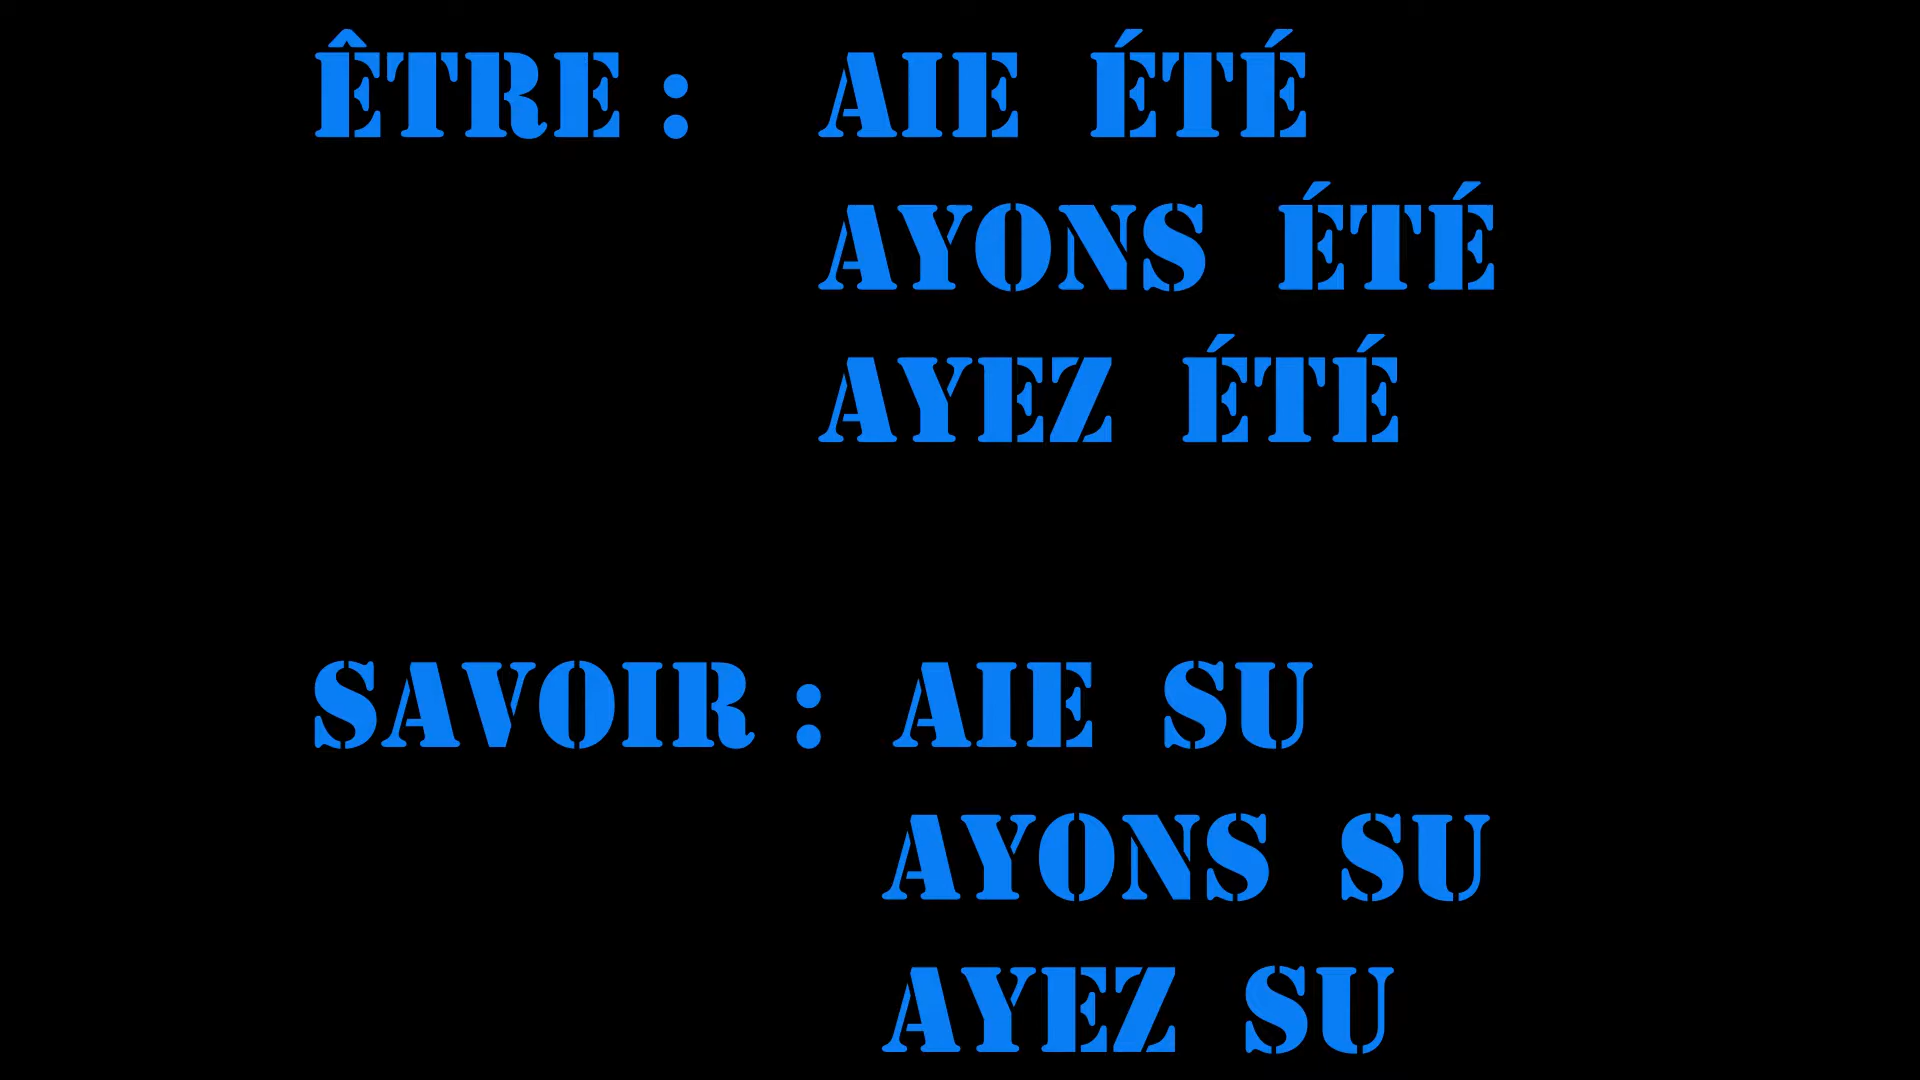 ÊTRE : AIE ÉTÉ
AYONS ÉTÉ
AYEZ ÉTÉ
SAVOIR : AIE SU
AYONS SU
AYEZ SU